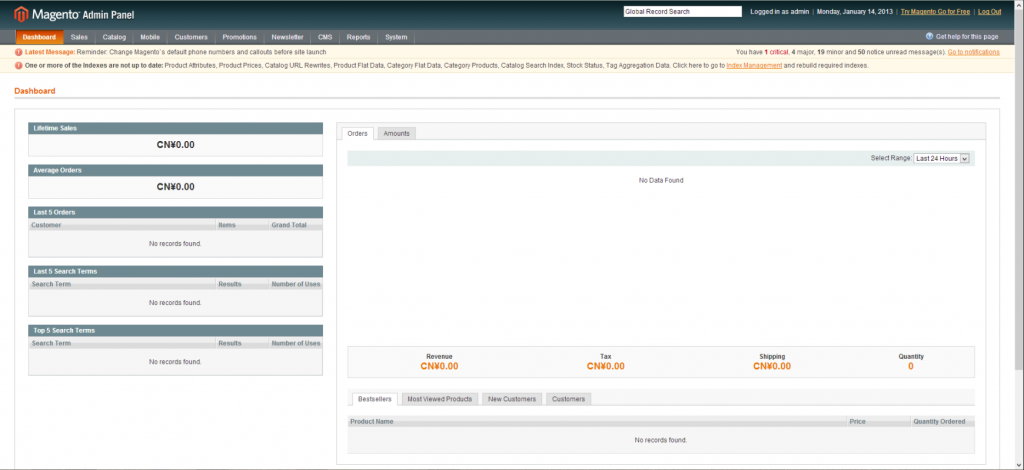 Magento® Admin Panel
Global Record Search
Logged in as admin | Monday, January 14, 2013 | Try Magento Go for Free | Log Out
Dashboard Sales Catalog Mobile Customers Promotions Newsletter CMS Reports System
Get help for this page
Latest Message: Reminder: Change Magento`s default phone numbers and callouts before site launch
You have 1 critical, 4 major, 19 minor and 50 notice unread message(s). Go to notifications
One or more of the Indexes are not up to date: Product Attributes, Product Prices, Catalog URL Rewrites, Product Flat Data, Category Flat Data, Category Products, Catalog Search Index, Stock Status, Tag Aggregation Data. Click here to go to Index Management and rebuild required indexes.
Dashboard
Lifetime Sales
CN¥0.00
Average Orders
CN¥0.00
Last 5 Orders
Customer Items Grand Total
No records found.
Last 5 Search Terms
Search Term Results Number of Uses
No records found.
Top 5 Search Terms
Search Term Results Number of Uses
No records found.
Orders Amounts
Select Range: Last 24 Hours
No Data Found
Revenue Tax Shipping Quantity
CN¥0.00 CN¥0.00 CN¥0.00 0
Bestsellers Most Viewed Products New Customers Customers
Product Name Price Quantity Ordered
No records found.